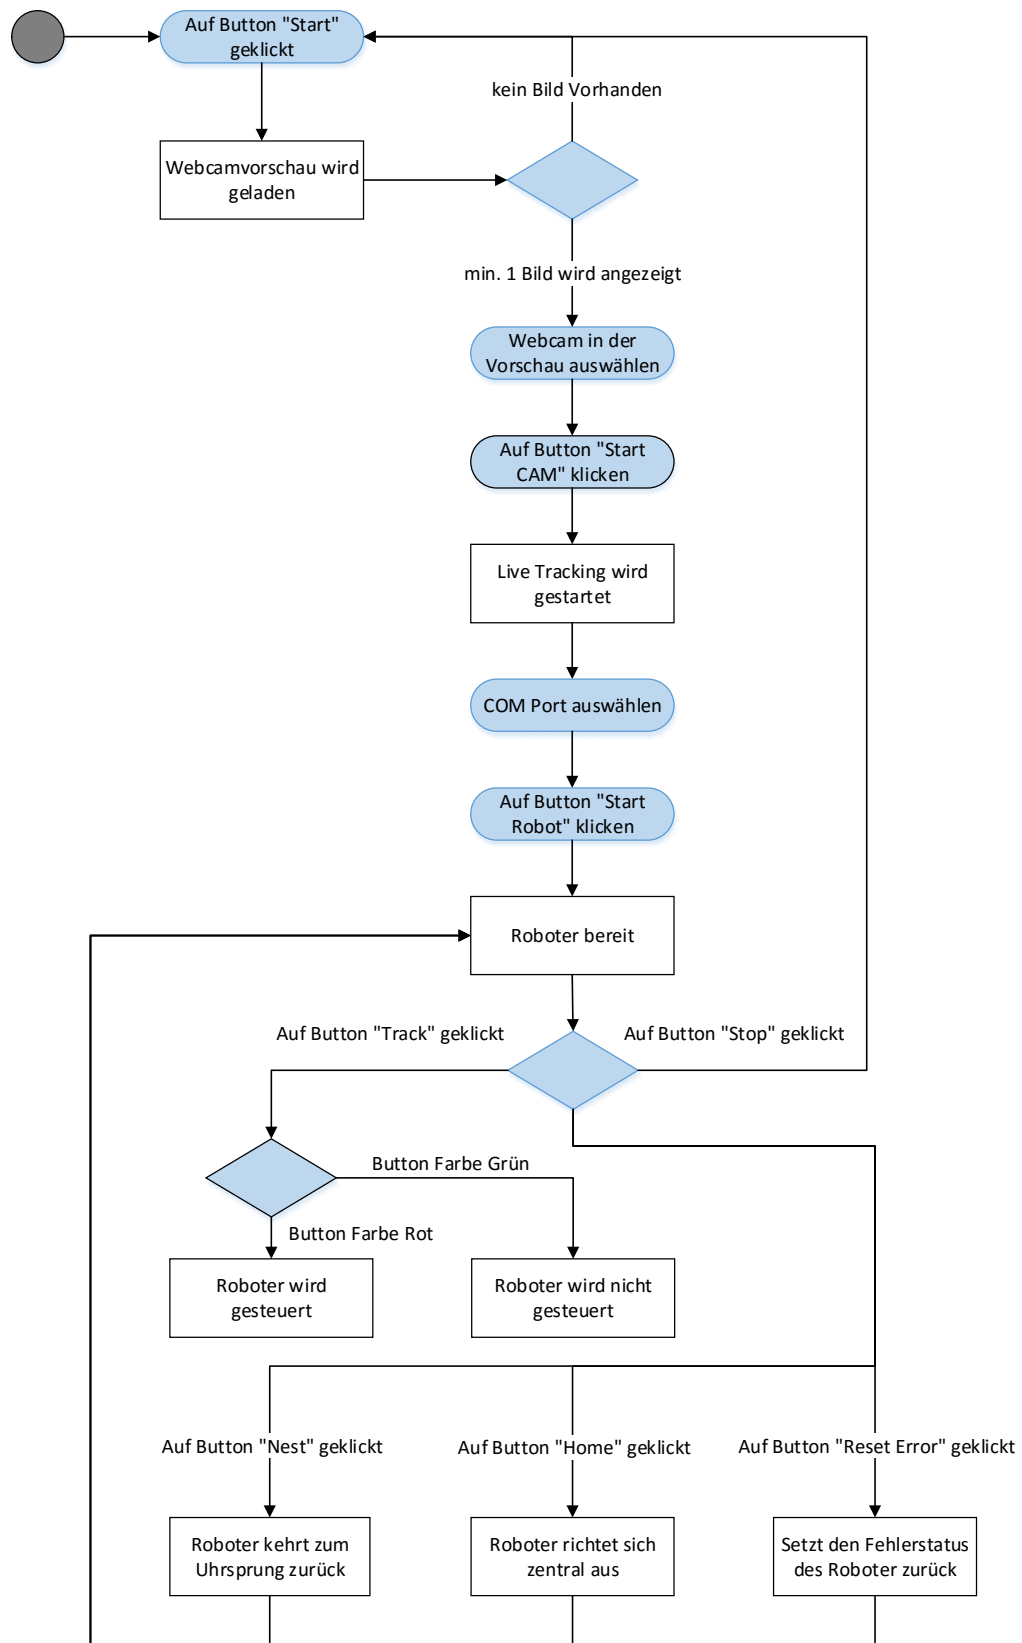 Auf Button "Start"
geklickt
kein Bild Vorhanden
Webcamvorschau wird
geladen
min. 1 Bild wird angezeigt
Webcam in der
Vorschau auswählen
Auf Button "Start
CAM" klicken
Live Tracking wird
gestartet
COM Port auswählen
Auf Button "Start
Robot" klicken
Roboter bereit
Auf Button "Track" geklickt
Auf Button "Stop" geklickt
Button Farbe Grün
Button Farbe Rot
Roboter wird
gesteuert
Roboter wird nicht
gesteuert
Auf Button "Nest" geklickt
Auf Button "Home" geklickt
Auf Button "Reset Error" geklickt
Roboter kehrt zum
Uhrsprung zurück
Roboter richtet sich
zentral aus
Setzt den Fehlerstatus
des Roboter zurück